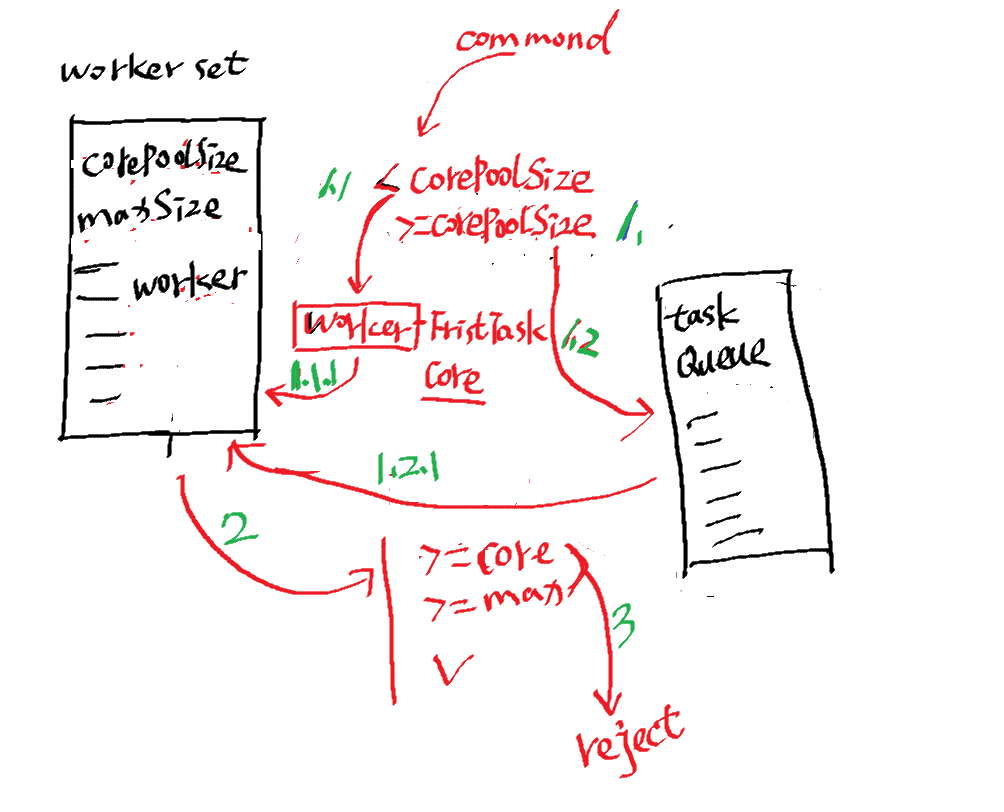 commond
worker set
corePoolSize
maxSize
worker
1.1
< corePoolSize
>=corePoolSize
1.
worker
FristTask
core
1.2
1.1.1
task
Queue
1.2.1
2
>=core
>=max
3
reject